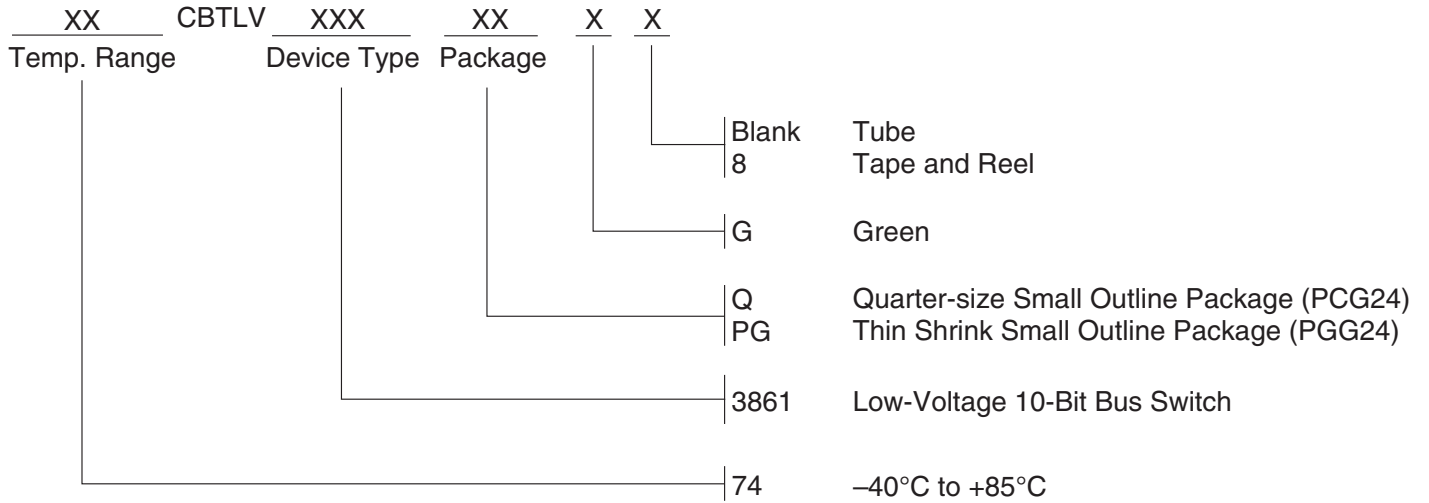 XX CBTLV XXX XX X X
Temp. Range Device Type Package
Blank Tube
8 Tape and Reel
G Green
Q Quarter-size Small Outline Package (PCG24)
PG Thin Shrink Small Outline Package (PGG24)
3861 Low-Voltage 10-Bit Bus Switch
74 –40°C to +85°C